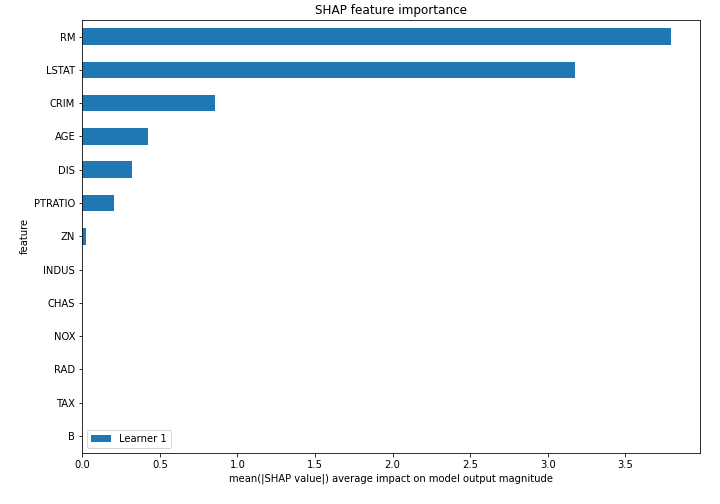 SHAP feature importance
RM
LSTAT
CRIM
AGE
DIS
PTRATIO
ZN
INDUS
CHAS
NOX
RAD
TAX
B
feature
Learner 1
0.0 0.5 1.0 1.5 2.0 2.5 3.0 3.5
mean(|SHAP value|) average impact on model output magnitude